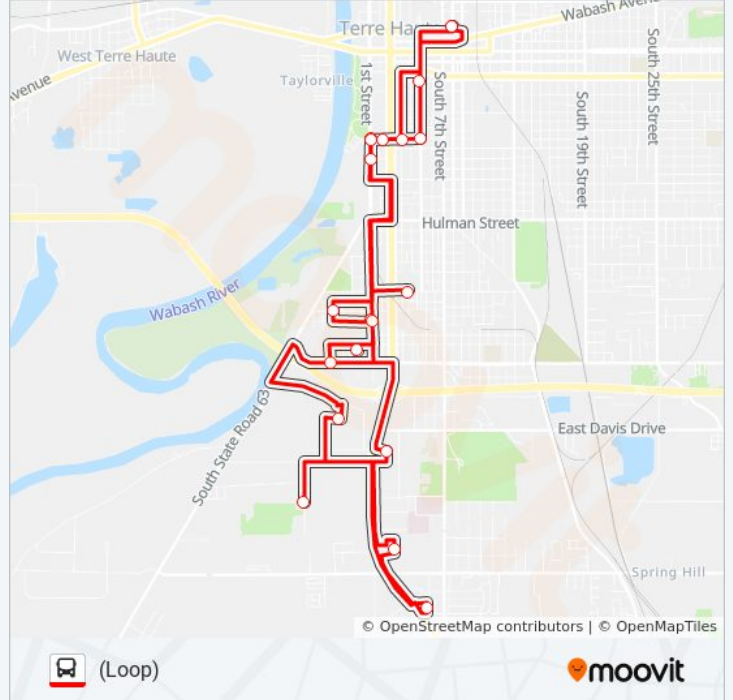 Wabash Avenue
Terre Haute
West Terre Haute
South 25th Street
Taylorville
venue
1st Street
South 7th Street
South 19th Street
Hulman Street
Wabash River
South State Road 63
East Davis Drive
Spring Hill
© OpenStreetMap contributors | © OpenMapTiles
(Loop)
moovit